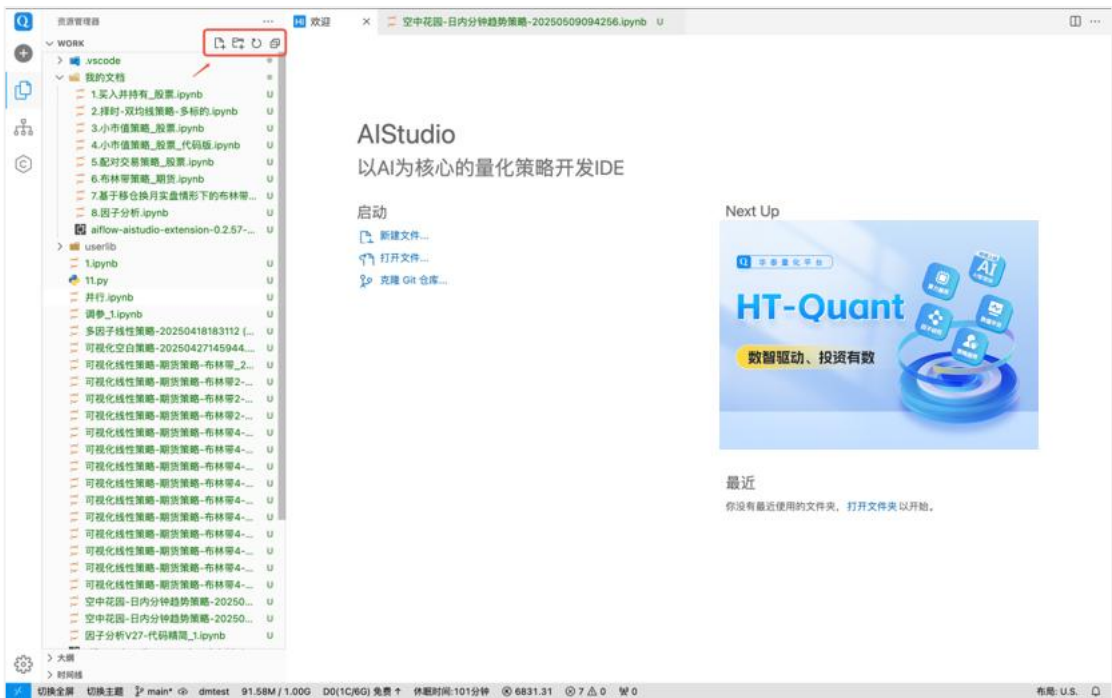 资源管理器
欢迎
空中花园-日内分钟趋势策略-20250509094256.ipynb U
WORK
.vscode
我的文档
1.买入并持有_股票.ipynb U
2.择时-双均线策略-多标的.ipynb U
3.小市值策略_股票.ipynb U
4.小市值策略_股票_代码版.ipynb U
5.配对交易策略_股票.ipynb U
6.布林带策略_期货.ipynb U
7.基于移仓换月实盘情形下的布林带... U
8.因子分析.ipynb U
aiflow-aistudio-extension-0.2.57-... U
userlib
1.ipynb U
11.py U
并行.ipynb U
调参_1.ipynb U
多因子线性策略-20250418183112 (... U
可视化空白策略-20250427145944.... U
可视化线性策略-期货策略-布林带_2... U
可视化线性策略-期货策略-布林带2-... U
可视化线性策略-期货策略-布林带2-... U
可视化线性策略-期货策略-布林带2-... U
可视化线性策略-期货策略-布林带4-... U
可视化线性策略-期货策略-布林带4-... U
可视化线性策略-期货策略-布林带4-... U
可视化线性策略-期货策略-布林带4-... U
可视化线性策略-期货策略-布林带4-... U
可视化线性策略-期货策略-布林带4-... U
可视化线性策略-期货策略-布林带4-... U
可视化线性策略-期货策略-布林带4-... U
可视化线性策略-期货策略-布林带4-... U
可视化线性策略-期货策略-布林带4-... U
空中花园-日内分钟趋势策略-20250... U
空中花园-日内分钟趋势策略-20250... U
因子分析V27-代码精简_1.ipynb U
大纲
时间线
AIStudio
以AI为核心的量化策略开发IDE
启动
新建文件...
打开文件...
克隆 Git 仓库...
Next Up
华泰量化平台
HT-Quant
数智驱动、投资有数
AI
最近
你没有最近使用的文件夹，打开文件夹以开始。
切换全屏 切换主题 main* dmtest 91.58M / 1.00G D0(1C/6G) 免费 休眠时间:101分钟 6831.31 7 0 0 布局: U.S.